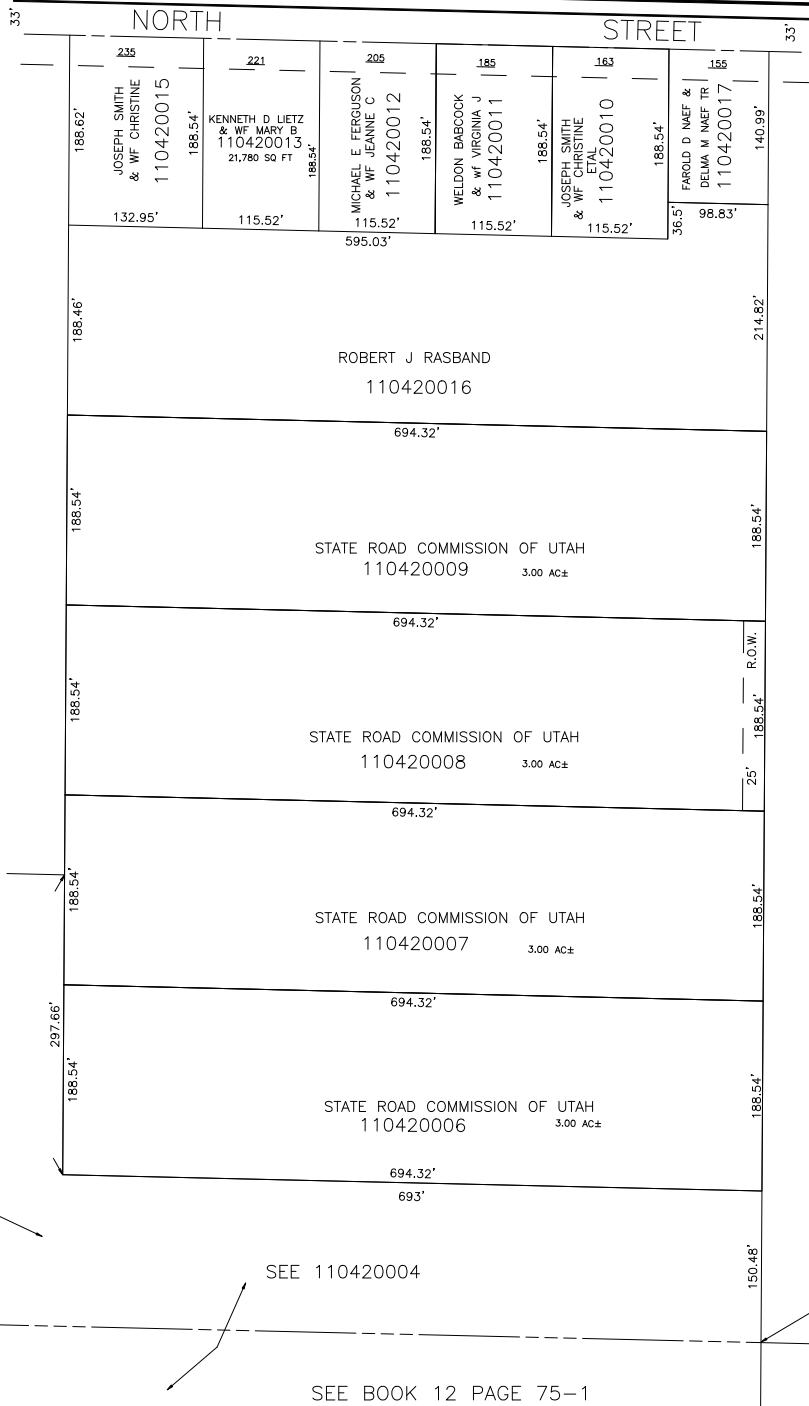 33'
NORTH STREET
33'
235
221
205
185
163
155
188.62'
JOSEPH SMITH
& WF CHRISTINE
110420015
188.54'
KENNETH D LIETZ
& WF MARY B
110420013
21,780 SQ FT
188.54'
MICHAEL E FERGUSON
& WF JEANNE C
110420012
188.54'
WELDON BABCOCK
& wf VIRGINIA J
110420011
188.54'
JOSEPH SMITH
& WF CHRISTINE
ETAL
110420010
188.54'
FAROLD D NAEF &
DELMA M NAEF TR
110420017
140.99'
132.95'
115.52'
115.52'
115.52'
115.52'
36.5'
98.83'
595.03'
188.46'
214.82'
ROBERT J RASBAND
110420016
694.32'
188.54'
188.54'
STATE ROAD COMMISSION OF UTAH
110420009 3.00 AC±
694.32'
188.54'
R.O.W.
188.54'
25'
STATE ROAD COMMISSION OF UTAH
110420008 3.00 AC±
694.32'
188.54'
188.54'
STATE ROAD COMMISSION OF UTAH
110420007 3.00 AC±
694.32'
297.66'
188.54'
188.54'
STATE ROAD COMMISSION OF UTAH
110420006 3.00 AC±
694.32'
693'
150.48'
SEE 110420004
SEE BOOK 12 PAGE 75-1